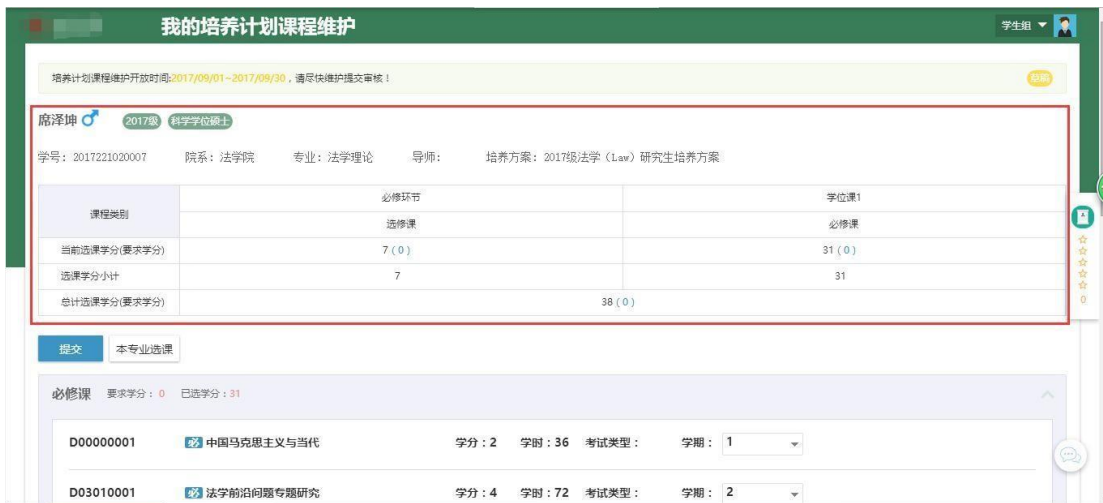 我的培养计划课程维护
学生组
培养计划课程维护开放时间:2017/09/01~2017/09/30，请尽快维护提交审核！
草稿
席泽坤 2017级 科学学位硕士
学号：2017221020007 院系：法学院 专业：法学理论 导师： 培养方案：2017级法学（Law）研究生培养方案
课程类别 必修环节 学位课1
选修课 必修课
当前选课学分(要求学分) 7 ( 0 ) 31 ( 0 )
选课学分小计 7 31
总计选课学分(要求学分) 38 ( 0 )
0
提交 本专业选课
必修课 要求学分：0 已选学分：31
D00000001 必 中国马克思主义与当代 学分：2 学时：36 考试类型： 学期： 1
D03010001 必 法学前沿问题专题研究 学分：4 学时：72 考试类型： 学期： 2